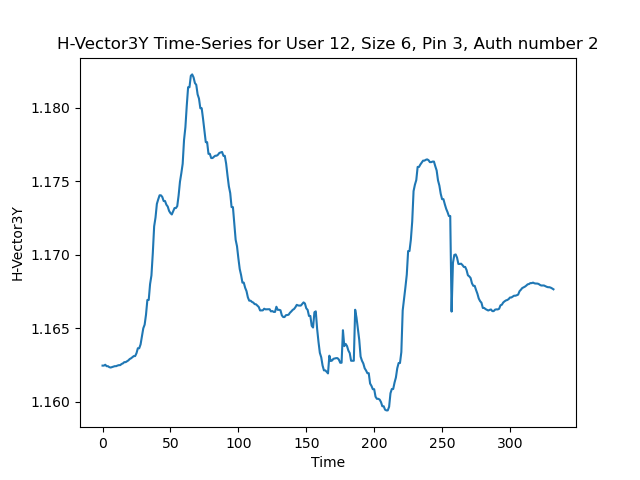 H-Vector3Y Time-Series for User 12, Size 6, Pin 3, Auth number 2
H-Vector3Y
1.180
1.175
1.170
1.165
1.160
0 50 100 150 200 250 300
Time